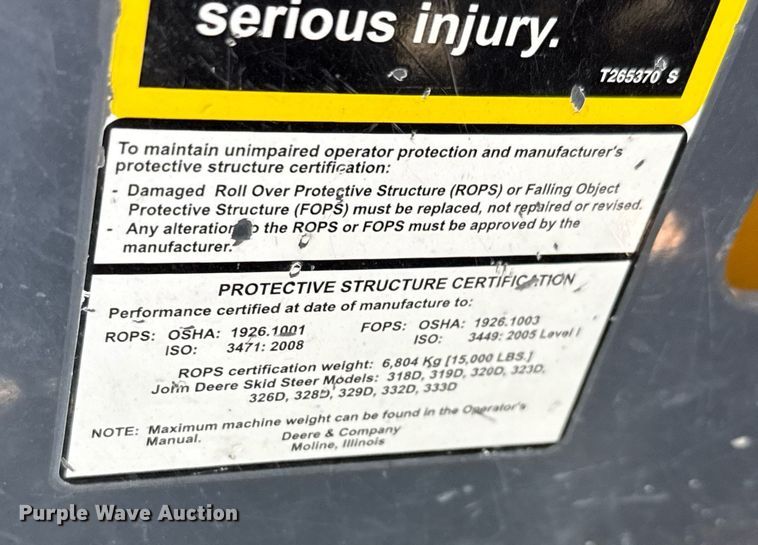 serious injury.
T265370 S
To maintain unimpaired operator protection and manufacturer's
protective structure certification:
- Damaged Roll Over Protective Structure (ROPS) or Falling Object
Protective Structure (FOPS) must be replaced, not repaired or revised.
- Any alteration to the ROPS or FOPS must be approved by the
manufacturer.
PROTECTIVE STRUCTURE CERTIFICATION
Performance certified at date of manufacture to:
ROPS: OSHA: 1926.1001 FOPS: OSHA: 1926.1003
ISO: 3471: 2008 ISO: 3449: 2005 Level I
ROPS certification weight: 6,804 Kg [15,000 LBS.]
John Deere Skid Steer Models: 318D, 319D, 320D, 323D,
326D, 328D, 329D, 332D, 333D
NOTE: Maximum machine weight can be found in the Operator's
Manual. Deere & Company
Moline, Illinois
Purple Wave Auction